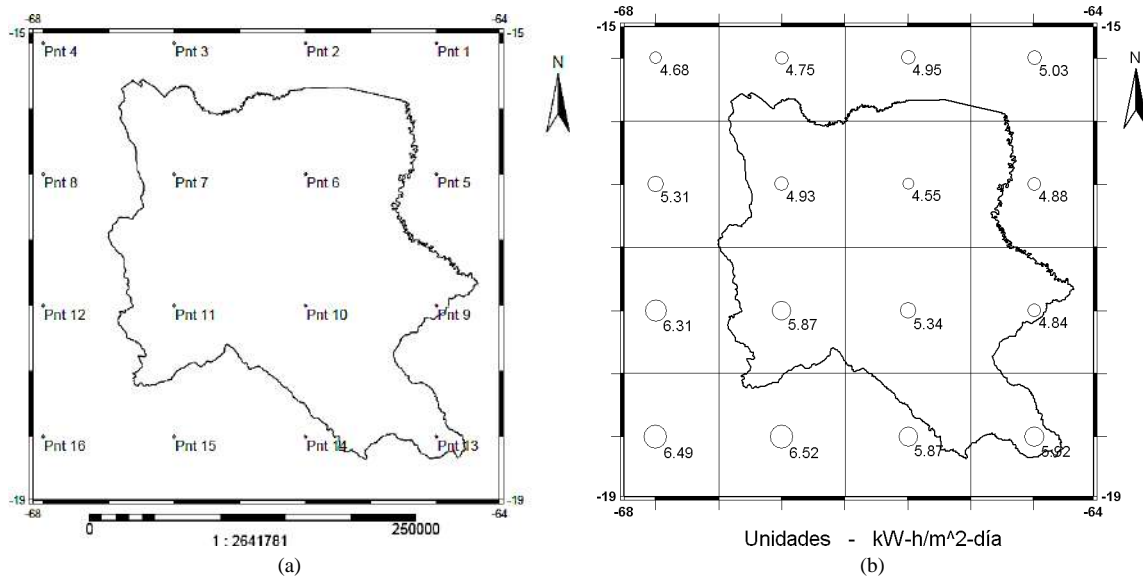 -68 -64
-15 -15
Pnt 4 Pnt 3 Pnt 2 Pnt 1
Pnt 8 Pnt 7 Pnt 6 Pnt 5
Pnt 12 Pnt 11 Pnt 10 Pnt 9
Pnt 16 Pnt 15 Pnt 14 Pnt 13
-19 -19
-68 -64
0 250000
1 : 2641781
(a)
N
-68 -64
-15 -15
4.68 4.75 4.95 5.03
5.31 4.93 4.55 4.88
6.31 5.87 5.34 4.84
6.49 6.52 5.87 5.92
-19 -19
-68 -64
Unidades - kW-h/m^2-día
(b)
N